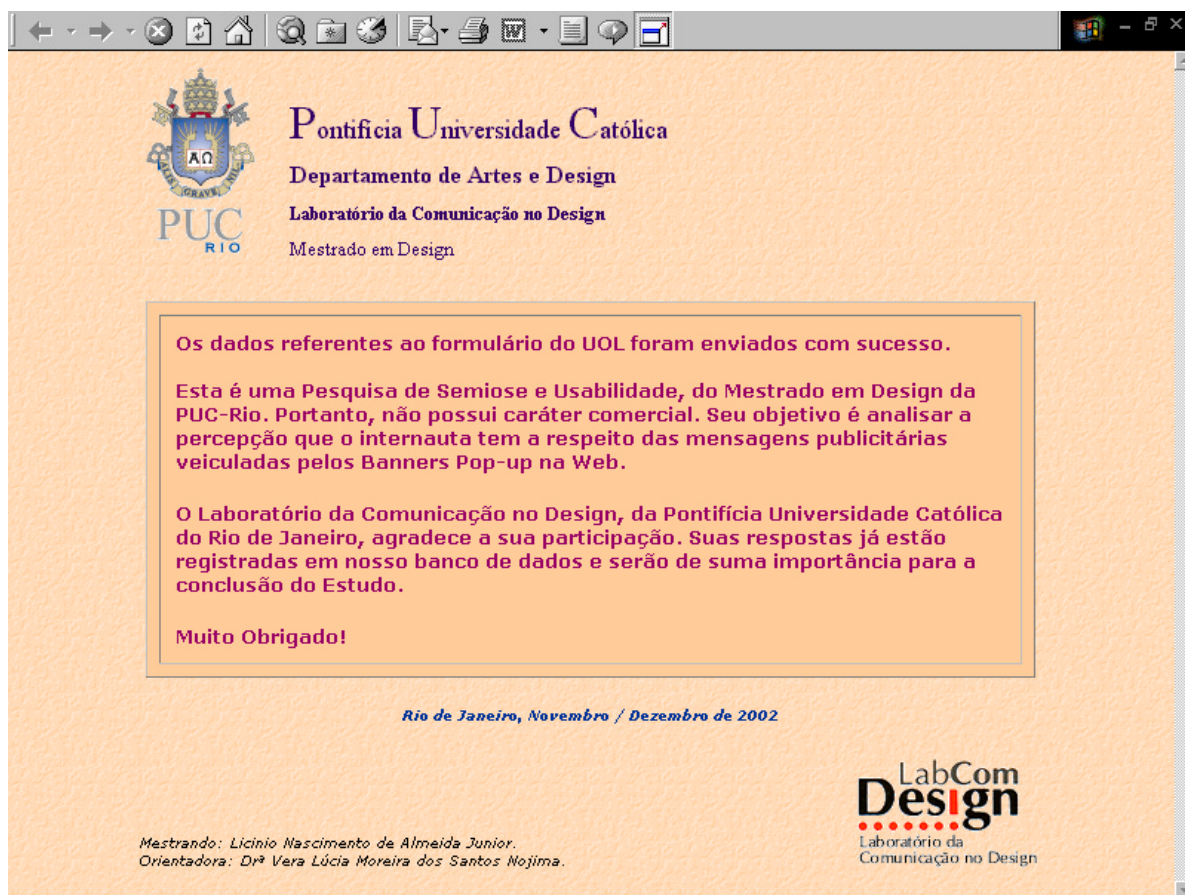 Pontifícia Universidade Católica
Departamento de Artes e Design
Laboratório da Comunicação no Design
Mestrado em Design
ΑΩ
ALIS GRAVE NIL
PUC
RIO
Os dados referentes ao formulário do UOL foram enviados com sucesso.
Esta é uma Pesquisa de Semiose e Usabilidade, do Mestrado em Design da
PUC-Rio. Portanto, não possui caráter comercial. Seu objetivo é analisar a
percepção que o internauta tem a respeito das mensagens publicitárias
veiculadas pelos Banners Pop-up na Web.
O Laboratório da Comunicação no Design, da Pontifícia Universidade Católica
do Rio de Janeiro, agradece a sua participação. Suas respostas já estão
registradas em nosso banco de dados e serão de suma importância para a
conclusão do Estudo.
Muito Obrigado!
Rio de Janeiro, Novembro / Dezembro de 2002
LabCom
Design
Laboratório da
Comunicação no Design
Mestrando: Licinio Nascimento de Almeida Junior.
Orientadora: Drª Vera Lúcia Moreira dos Santos Nojima.